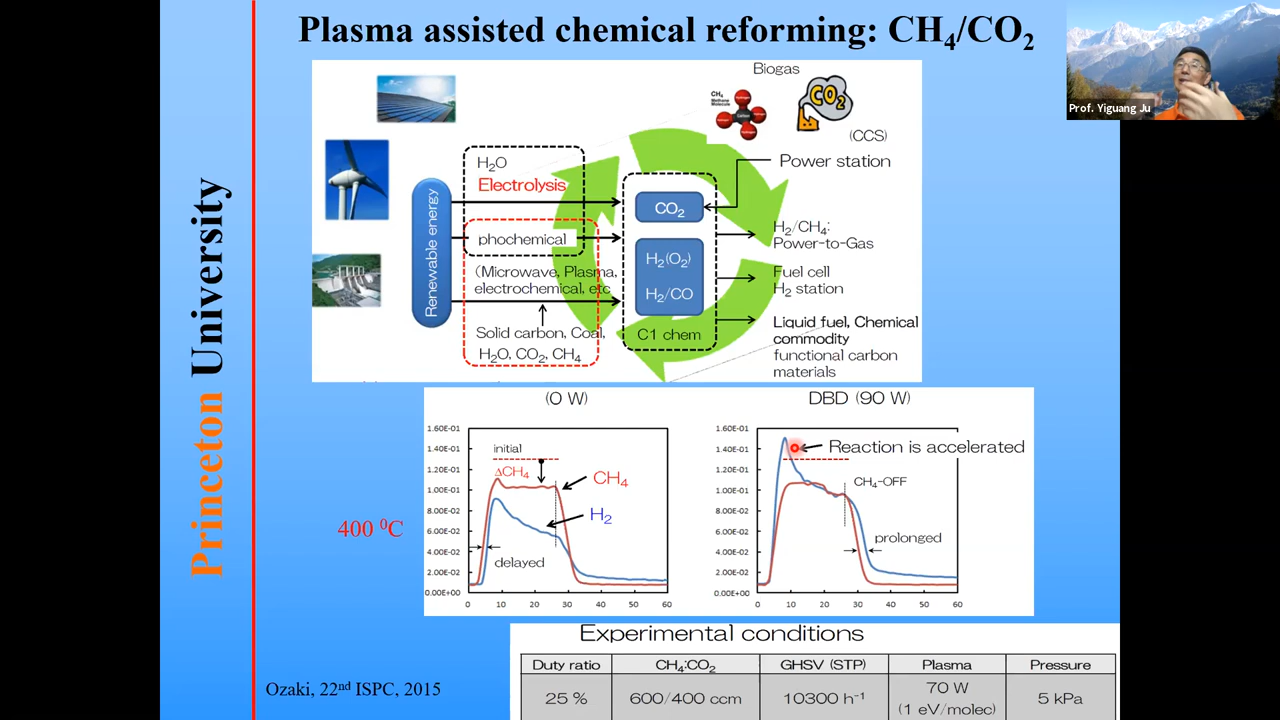 Plasma assisted chemical reforming: CH₄/CO₂
Prof. Yiguang Ju
Princeton University
Biogas
CH₄
Methane
Molecule
CO₂
(CCS)
Power station
H₂O
Electrolysis
Renewable energy
phochemical
(Microwave, Plasma,
electrochemical, etc
Solid carbon, Coal,
H₂O, CO₂, CH₄
CO₂
H₂(O₂)
H₂/CO
C1 chem
H₂/CH₄:
Power-to-Gas
Fuel cell
H₂ station
Liquid fuel, Chemical
commodity
functional carbon
materials
400 ⁰C
(0 W)
1.60E-01
1.40E-01
1.20E-01
1.00E-01
8.00E-02
6.00E-02
4.00E-02
2.00E-02
0.00E+00
0 10 20 30 40 50 60
initial
ΔCH₄
CH₄
H₂
delayed
DBD (90 W)
1.60E-01
1.40E-01
1.20E-01
1.00E-01
8.00E-02
6.00E-02
4.00E-02
2.00E-02
0.00E+00
0 10 20 30 40 50 60
Reaction is accelerated
CH₄-OFF
prolonged
Experimental conditions
Duty ratio CH₄:CO₂ GHSV (STP) Plasma Pressure
25 % 600/400 ccm 10300 h⁻¹ 70 W (1 eV/molec) 5 kPa
Ozaki, 22nd ISPC, 2015